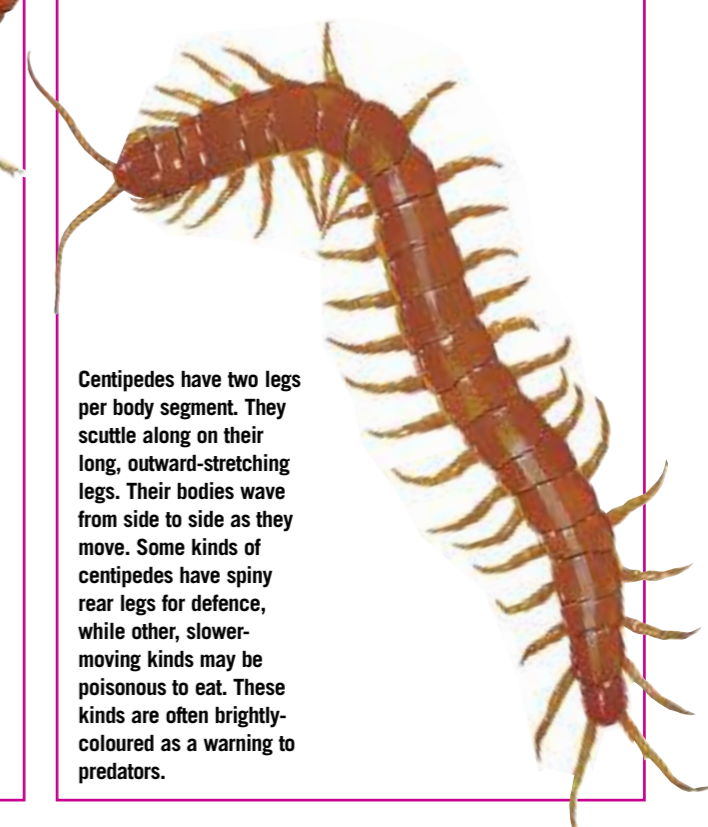 Centipedes have two legs
per body segment. They
scuttle along on their
long, outward-stretching
legs. Their bodies wave
from side to side as they
move. Some kinds of
centipedes have spiny
rear legs for defence,
while other, slower-
moving kinds may be
poisonous to eat. These
kinds are often brightly-
coloured as a warning to
predators.